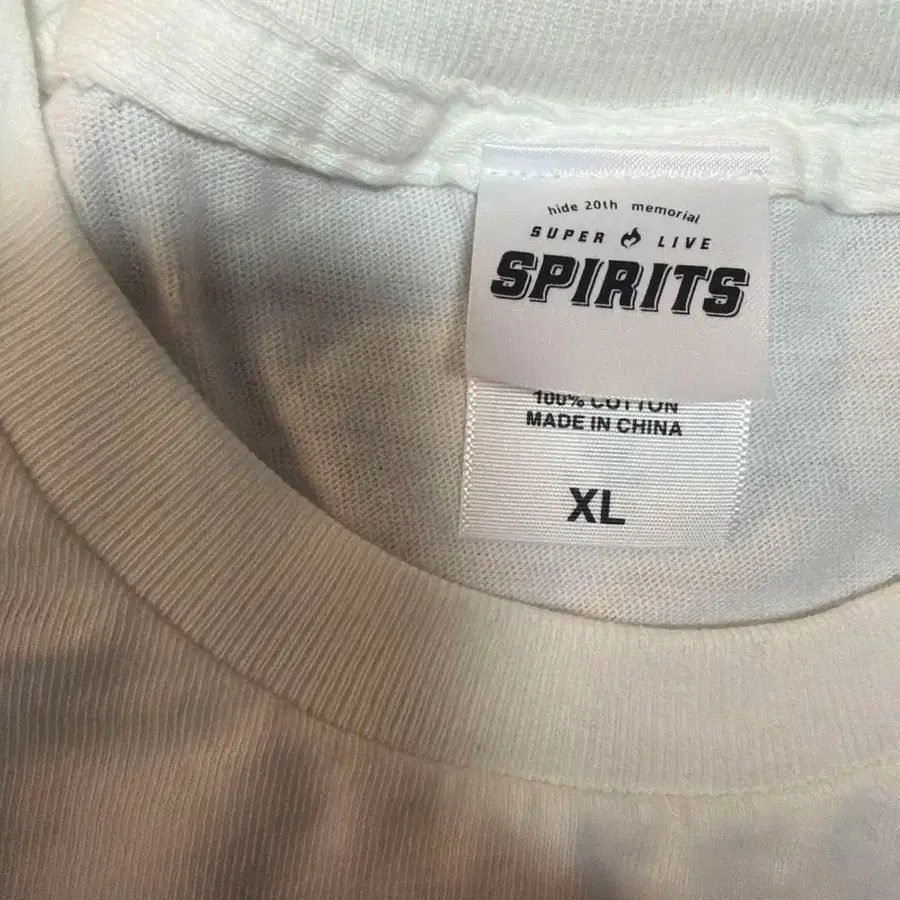 hide 20th memorial
SUPER LIVE
SPIRITS
100% COTTON
MADE IN CHINA
XL